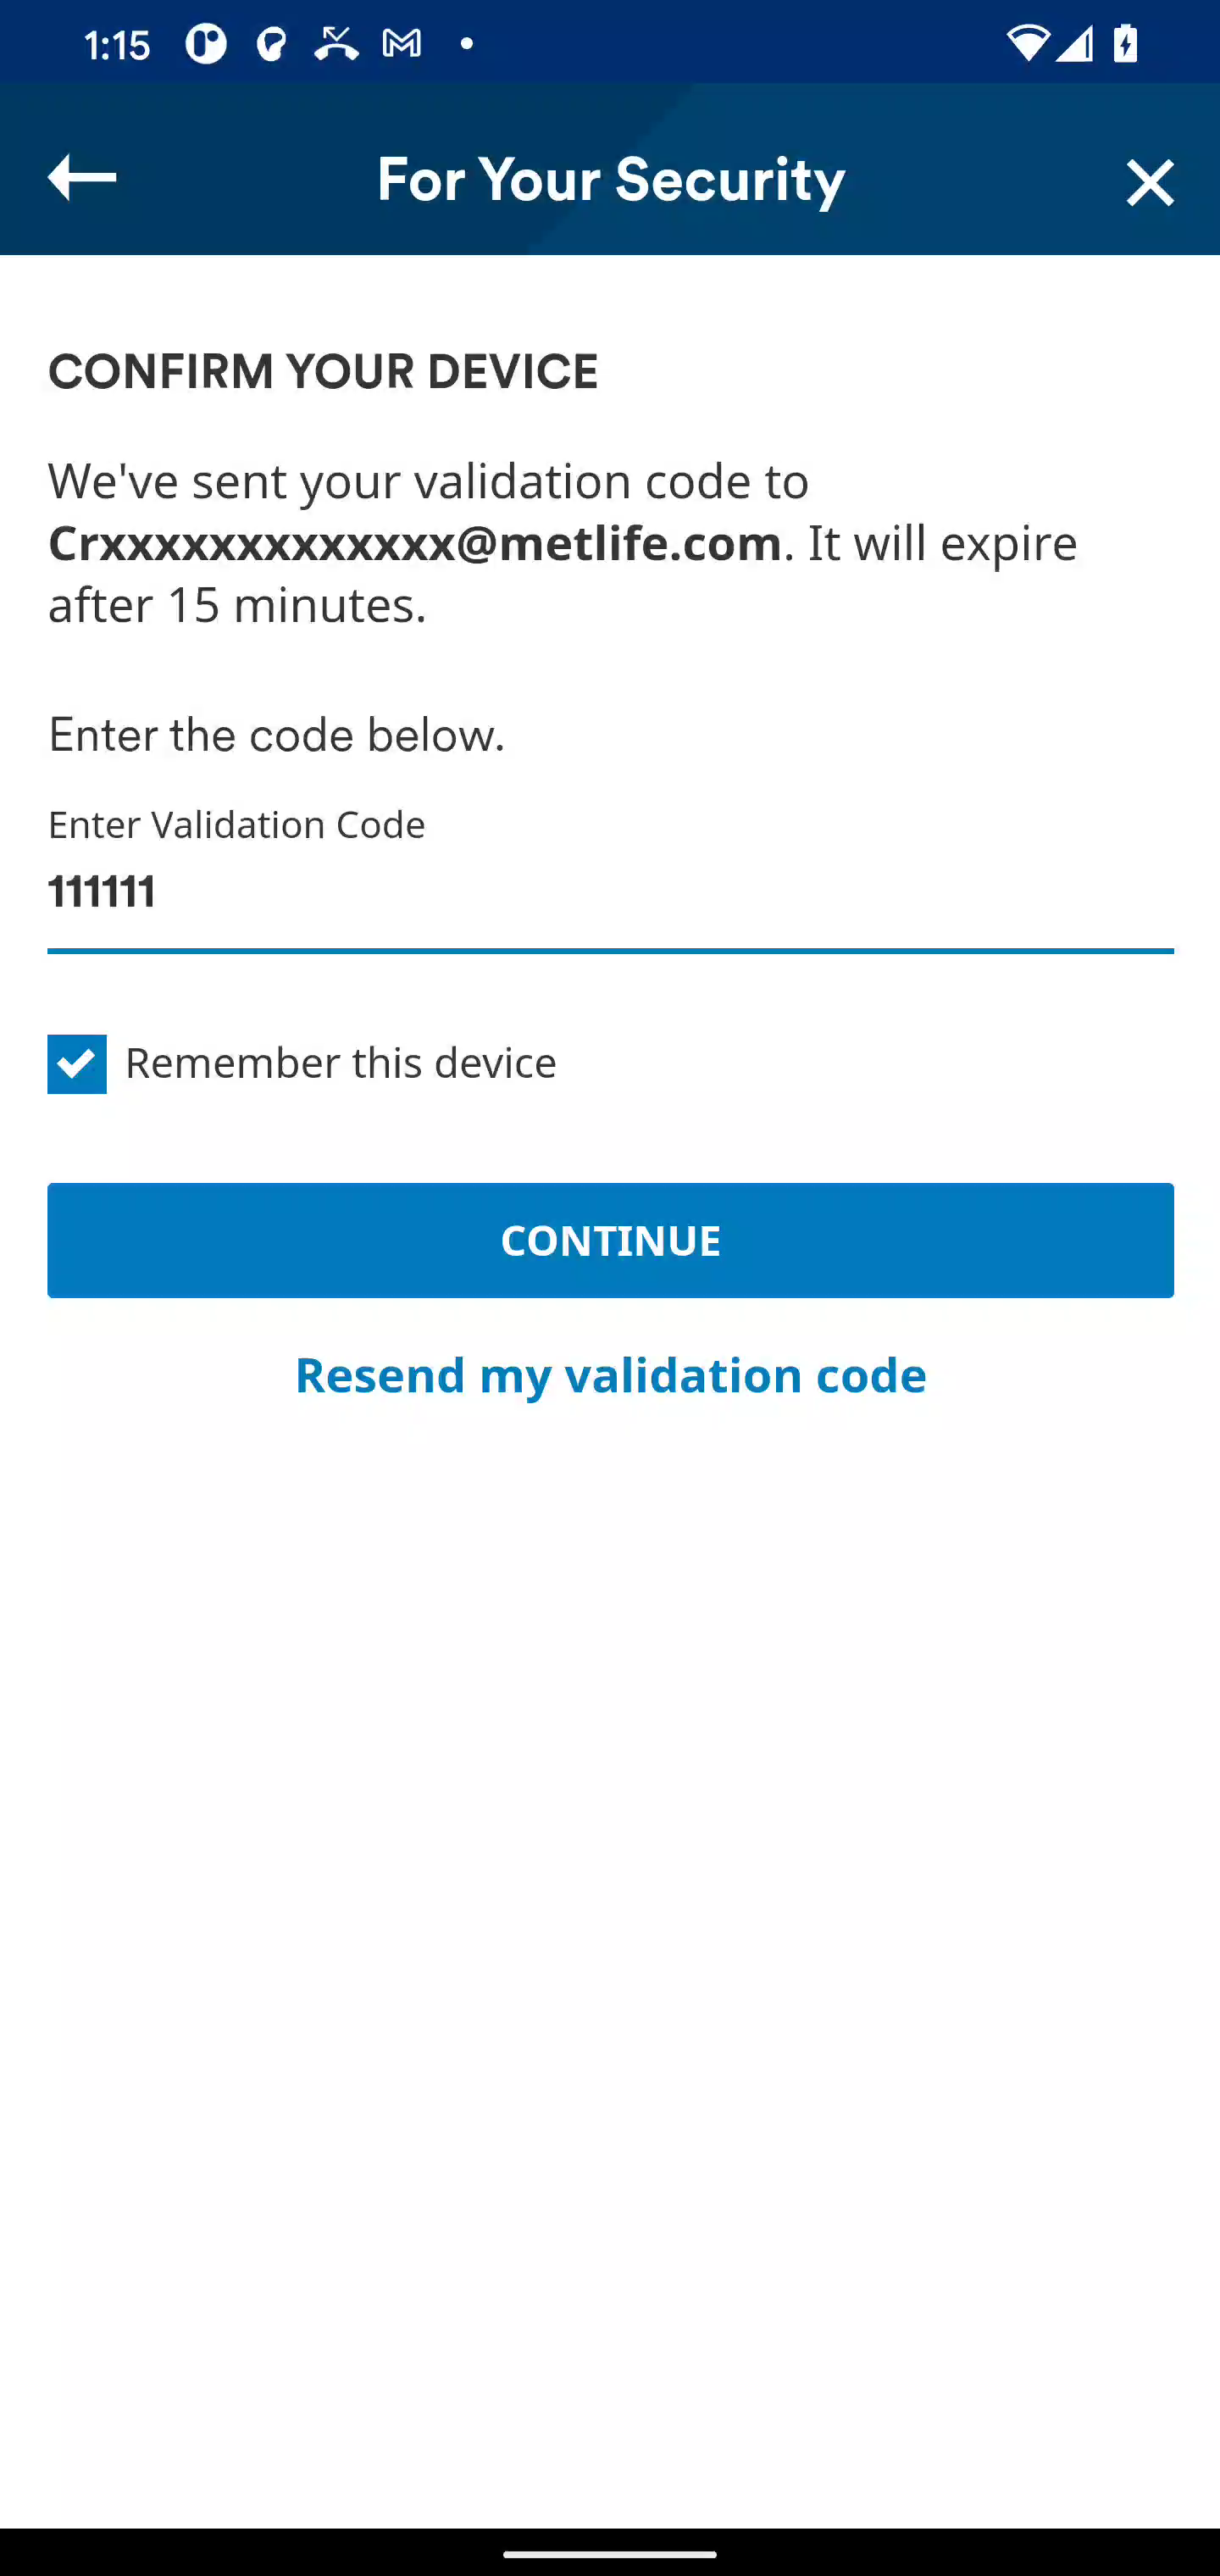 1:15
For Your Security
CONFIRM YOUR DEVICE
We've sent your validation code to
Crxxxxxxxxxxxxx@metlife.com. It will expire
after 15 minutes.
Enter the code below.
Enter Validation Code
111111
Remember this device
CONTINUE
Resend my validation code